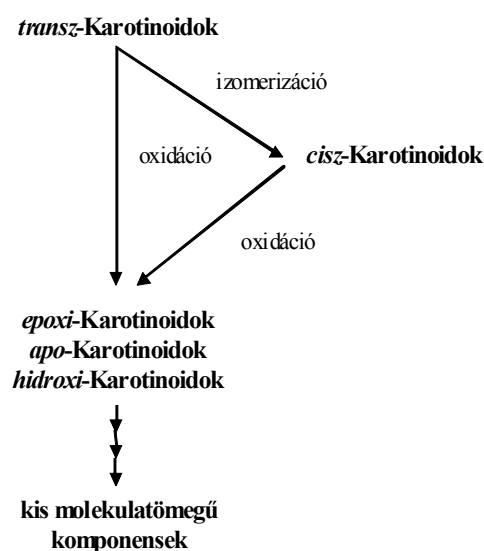 transz-Karotinoidok
izomerizáció
oxidáció
cisz-Karotinoidok
oxidáció
epoxi-Karotinoidok
apo-Karotinoidok
hidroxi-Karotinoidok
kis molekulatömegű
komponensek